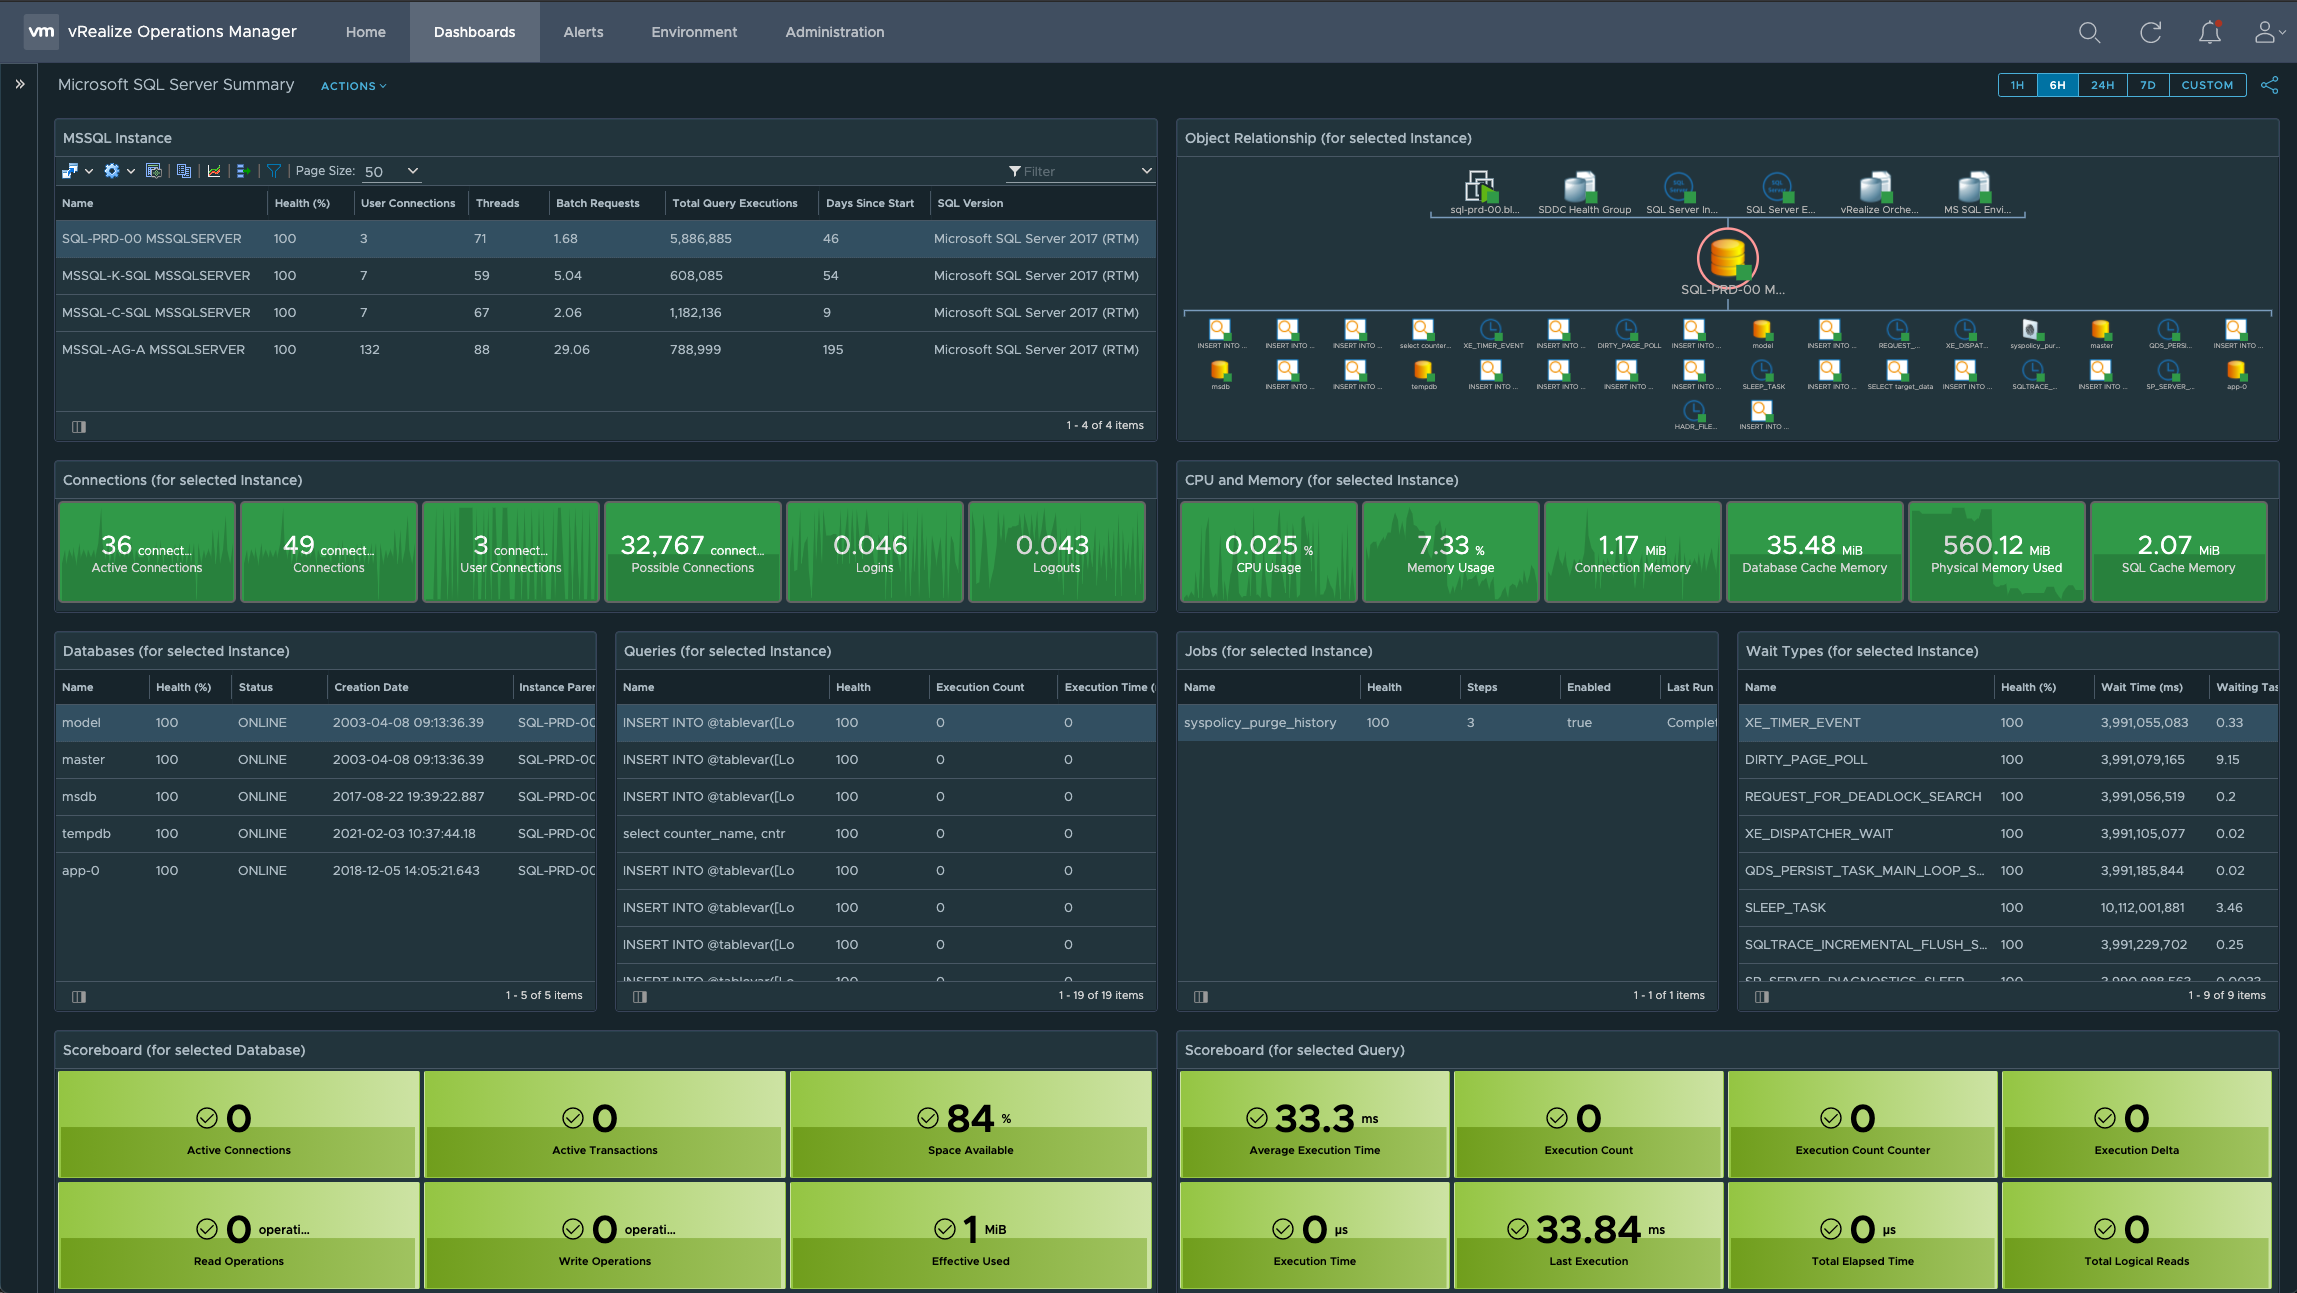 vm vRealize Operations Manager Home Dashboards Alerts Environment Administration
Microsoft SQL Server Summary ACTIONS 1H 6H 24H 7D CUSTOM
MSSQL Instance
Page Size: 50 Filter
Name Health (%) User Connections Threads Batch Requests Total Query Executions Days Since Start SQL Version
SQL-PRD-00 MSSQLSERVER 100 3 71 1.68 5,886,885 46 Microsoft SQL Server 2017 (RTM)
MSSQL-K-SQL MSSQLSERVER 100 7 59 5.04 608,085 54 Microsoft SQL Server 2017 (RTM)
MSSQL-C-SQL MSSQLSERVER 100 7 67 2.06 1,182,136 9 Microsoft SQL Server 2017 (RTM)
MSSQL-AG-A MSSQLSERVER 100 132 88 29.06 788,999 195 Microsoft SQL Server 2017 (RTM)
1 - 4 of 4 items
Object Relationship (for selected Instance)
sql-prd-00.bl... SDDC Health Group SQL Server In... SQL Server E... vRealize Orche... MS SQL Envi...
SQL-PRD-00 M...
INSERT INTO ... INSERT INTO ... INSERT INTO ... select counter... XE_TIMER_EVENT INSERT INTO ... DIRTY_PAGE_POLL INSERT INTO ... model INSERT INTO ... REQUEST_... XE_DISPAT... syspolicy_pur... master QDS_PERSI... INSERT INTO ...
msdb INSERT INTO ... INSERT INTO ... tempdb INSERT INTO ... INSERT INTO ... INSERT INTO ... INSERT INTO ... SLEEP_TASK INSERT INTO ... SELECT target_data INSERT INTO ... SQLTRACE_... INSERT INTO ... SP_SERVER_... app-0
HADR_FILE... INSERT INTO ...
Connections (for selected Instance)
36 connect... 49 connect... 3 connect... 32,767 connect... 0.046 0.043
Active Connections Connections User Connections Possible Connections Logins Logouts
CPU and Memory (for selected Instance)
0.025 % 7.33 % 1.17 MiB 35.48 MiB 560.12 MiB 2.07 MiB
CPU Usage Memory Usage Connection Memory Database Cache Memory Physical Memory Used SQL Cache Memory
Databases (for selected Instance)
Name Health (%) Status Creation Date Instance Paren
model 100 ONLINE 2003-04-08 09:13:36.39 SQL-PRD-00
master 100 ONLINE 2003-04-08 09:13:36.39 SQL-PRD-00
msdb 100 ONLINE 2017-08-22 19:39:22.887 SQL-PRD-00
tempdb 100 ONLINE 2021-02-03 10:37:44.18 SQL-PRD-00
app-0 100 ONLINE 2018-12-05 14:05:21.643 SQL-PRD-00
1 - 5 of 5 items
Queries (for selected Instance)
Name Health Execution Count Execution Time (
INSERT INTO @tablevar([Lo 100 0 0
INSERT INTO @tablevar([Lo 100 0 0
INSERT INTO @tablevar([Lo 100 0 0
select counter_name, cntr 100 0 0
INSERT INTO @tablevar([Lo 100 0 0
INSERT INTO @tablevar([Lo 100 0 0
INSERT INTO @tablevar([Lo 100 0 0
INSERT INTO @tablevar([Lo 100 0 0
1 - 19 of 19 items
Jobs (for selected Instance)
Name Health Steps Enabled Last Run
syspolicy_purge_history 100 3 true Complet
1 - 1 of 1 items
Wait Types (for selected Instance)
Name Health (%) Wait Time (ms) Waiting Tas
XE_TIMER_EVENT 100 3,991,055,083 0.33
DIRTY_PAGE_POLL 100 3,991,079,165 9.15
REQUEST_FOR_DEADLOCK_SEARCH 100 3,991,056,519 0.2
XE_DISPATCHER_WAIT 100 3,991,105,077 0.02
QDS_PERSIST_TASK_MAIN_LOOP_S... 100 3,991,185,844 0.02
SLEEP_TASK 100 10,112,001,881 3.46
SQLTRACE_INCREMENTAL_FLUSH_S... 100 3,991,229,702 0.25
SP_SERVER_DIAGNOSTICS_SLEEP 100 3,990,988,563 0.0033
1 - 9 of 9 items
Scoreboard (for selected Database)
0 0 84 %
Active Connections Active Transactions Space Available
0 operati... 0 operati... 1 MiB
Read Operations Write Operations Effective Used
Scoreboard (for selected Query)
33.3 ms 0 0 0
Average Execution Time Execution Count Execution Count Counter Execution Delta
0 µs 33.84 ms 0 µs 0
Execution Time Last Execution Total Elapsed Time Total Logical Reads